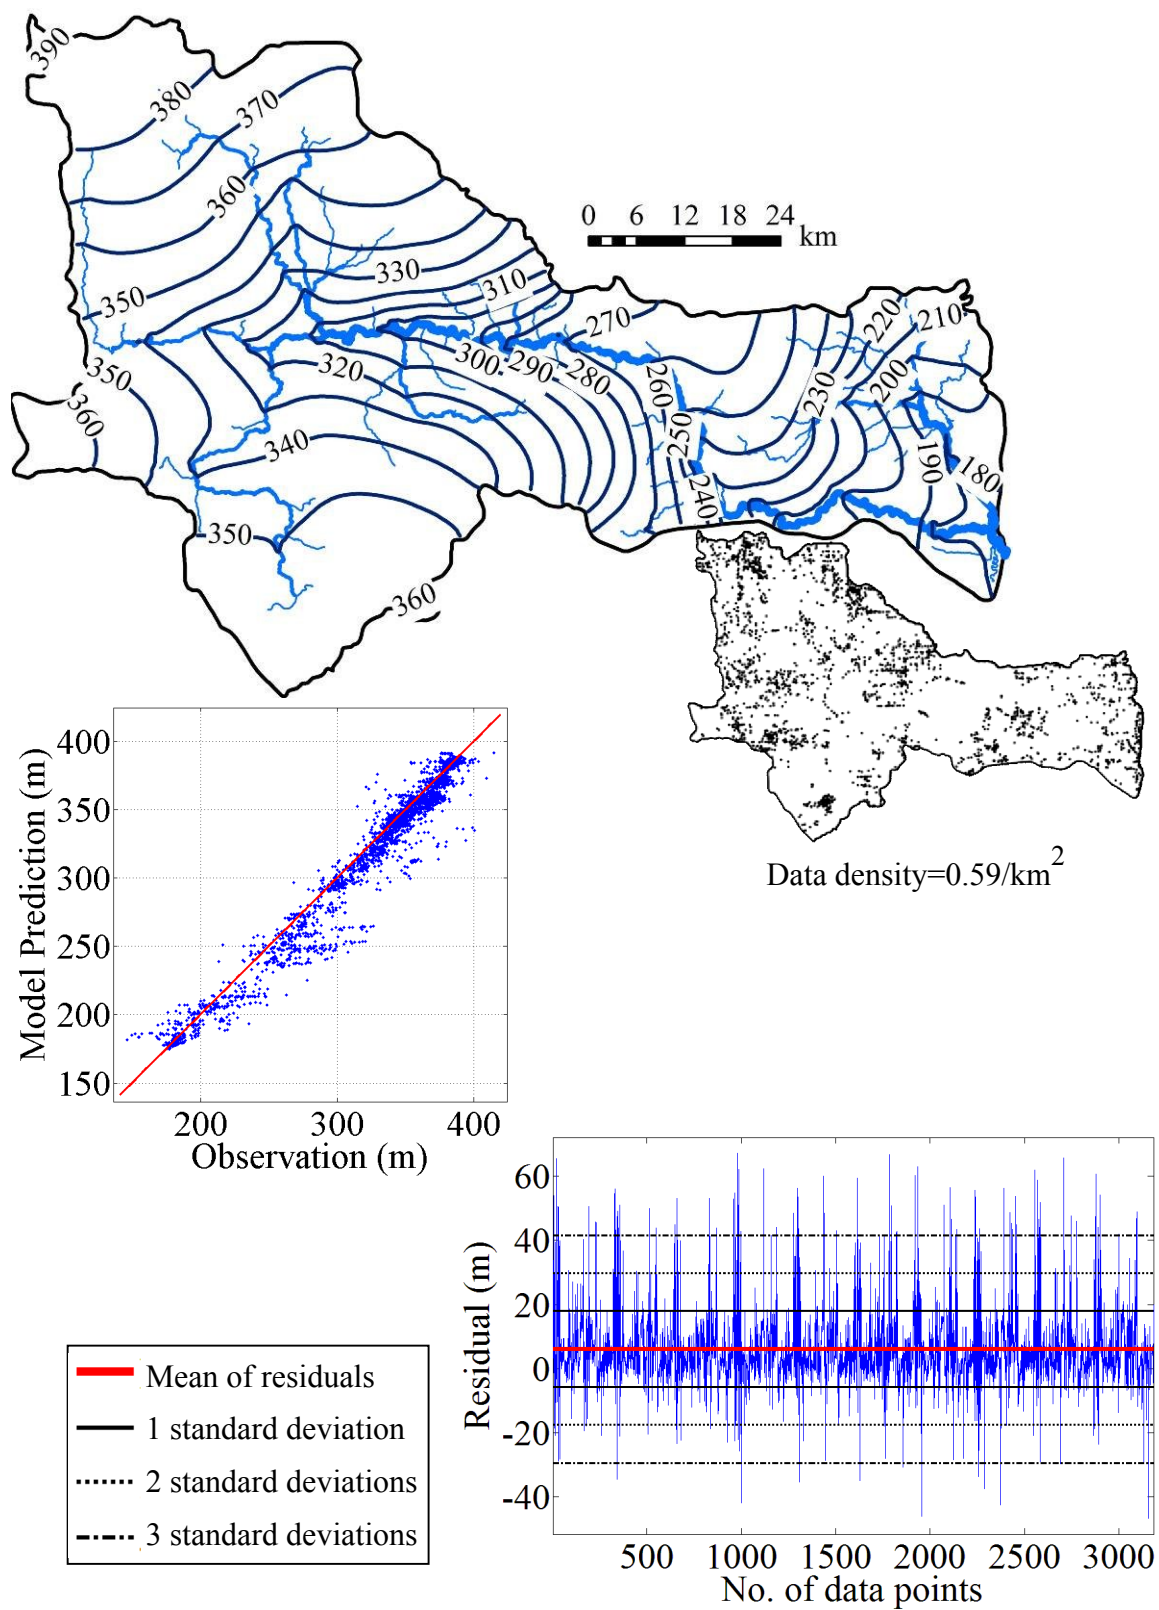 390
380
370
360
0 6 12 18 24
km
350
330
310
270
220
210
350
360
320
300
290
280
260
230
200
250
340
240
190
180
350
360
Data density=0.59/km2
Model Prediction (m)
400
350
300
250
200
150
200 300 400
Observation (m)
Residual (m)
60
40
20
0
-20
-40
500 1000 1500 2000 2500 3000
No. of data points
Mean of residuals
1 standard deviation
2 standard deviations
3 standard deviations